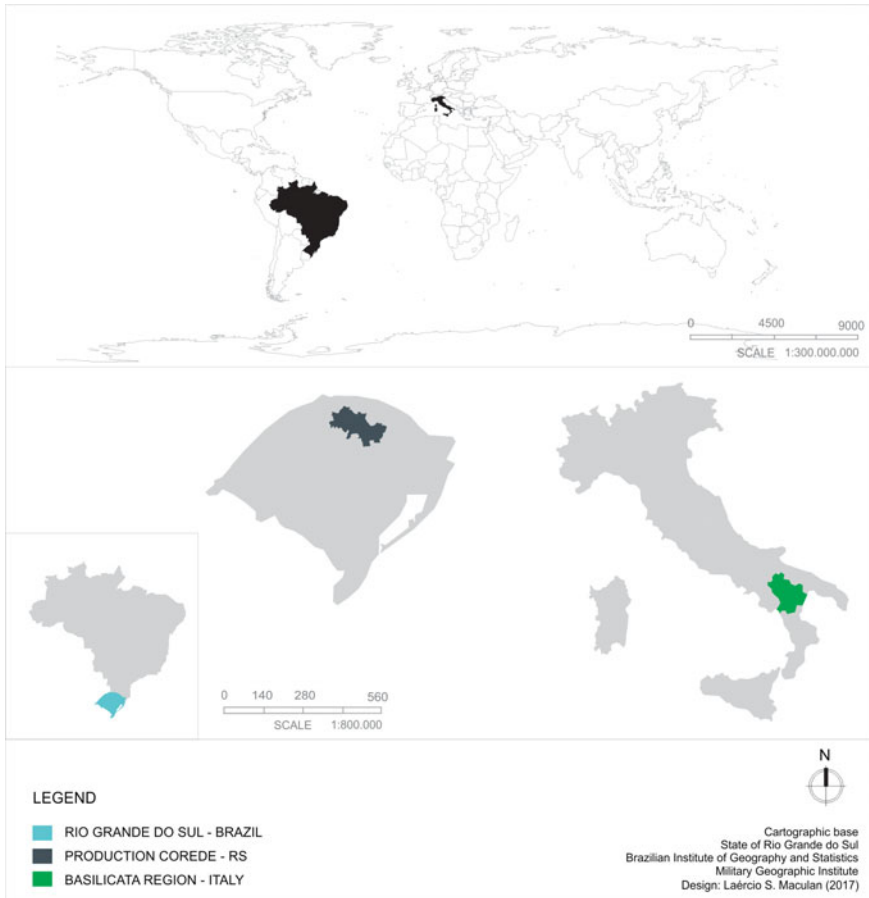 0 4500 9000
SCALE 1:300.000.000
0 140 280 560
SCALE 1:800.000
N
LEGEND
RIO GRANDE DO SUL - BRAZIL
PRODUCTION COREDE - RS
BASILICATA REGION - ITALY
Cartographic base
State of Rio Grande do Sul
Brazilian Institute of Geography and Statistics
Military Geographic Institute
Design: Laércio S. Maculan (2017)